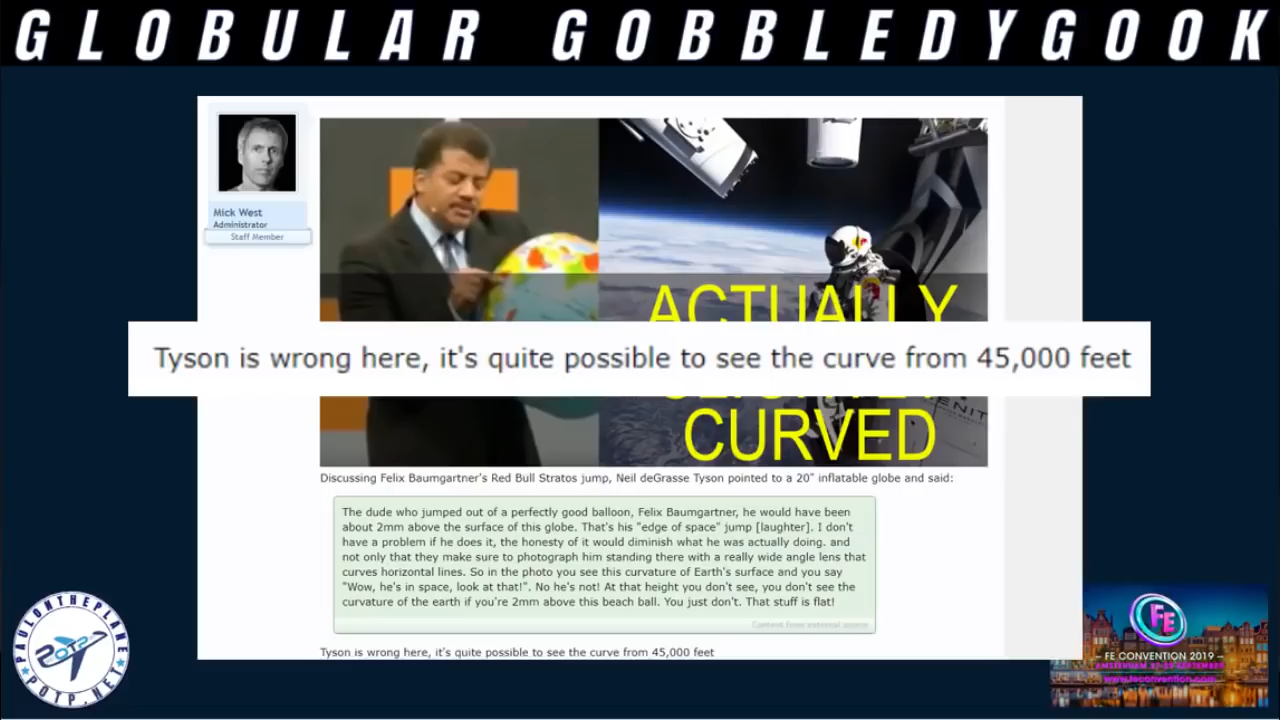 GLOBULAR GOBBLEDYGOOK
Mick West
Administrator
Staff Member
ACTUALLY
Tyson is wrong here, it's quite possible to see the curve from 45,000 feet
CURVED
Discussing Felix Baumgartner's Red Bull Stratos jump, Neil deGrasse Tyson pointed to a 20" inflatable globe and said:
The dude who jumped out of a perfectly good balloon, Felix Baumgartner, he would have been
about 2mm above the surface of this globe. That's his "edge of space" jump [laughter]. I don't
have a problem if he does it, the honesty of it would diminish what he was actually doing. and
not only that they make sure to photograph him standing there with a really wide angle lens that
curves horizontal lines. So in the photo you see this curvature of Earth's surface and you say
"Wow, he's in space, look at that!". No he's not! At that height you don't see, you don't see the
curvature of the earth if you're 2mm above this beach ball. You just don't. That stuff is flat!
Content from external source
Tyson is wrong here, it's quite possible to see the curve from 45,000 feet
PAULONTHEPLANE
POTP
POTP.NET
FE
– FE CONVENTION 2019 –
www.feconvention.com